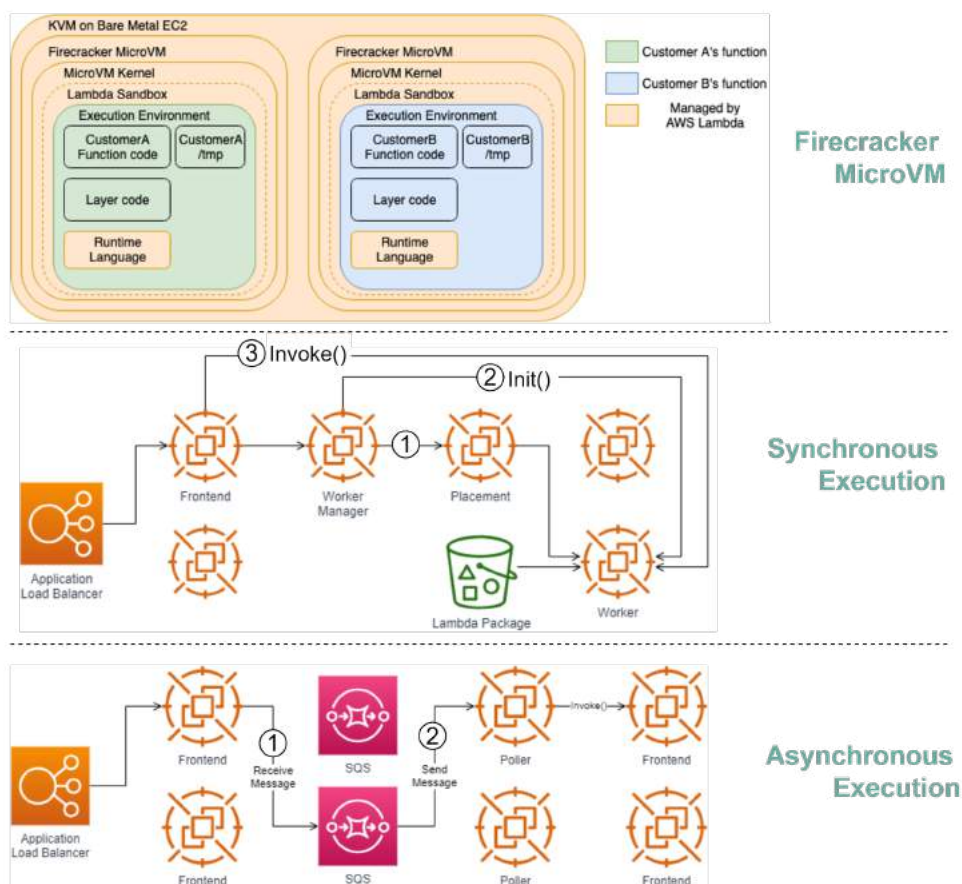 KVM on Bare Metal EC2
Firecracker MicroVM
MicroVM Kernel
Lambda Sandbox
Execution Environment
CustomerA
Function code
CustomerA
/tmp
Layer code
Runtime
Language
Firecracker MicroVM
MicroVM Kernel
Lambda Sandbox
Execution Environment
CustomerB
Function code
CustomerB
/tmp
Layer code
Runtime
Language
Customer A's function
Customer B's function
Managed by
AWS Lambda
Firecracker
MicroVM
3 Invoke()
2 Init()
1
Frontend
Worker
Manager
Placement
Application
Load Balancer
Lambda Package
Worker
Synchronous
Execution
Frontend
1
Receive
Message
SQS
2
Send
Message
Poller
Invoke()
Frontend
Application
Load Balancer
Frontend
SQS
Poller
Frontend
Asynchronous
Execution